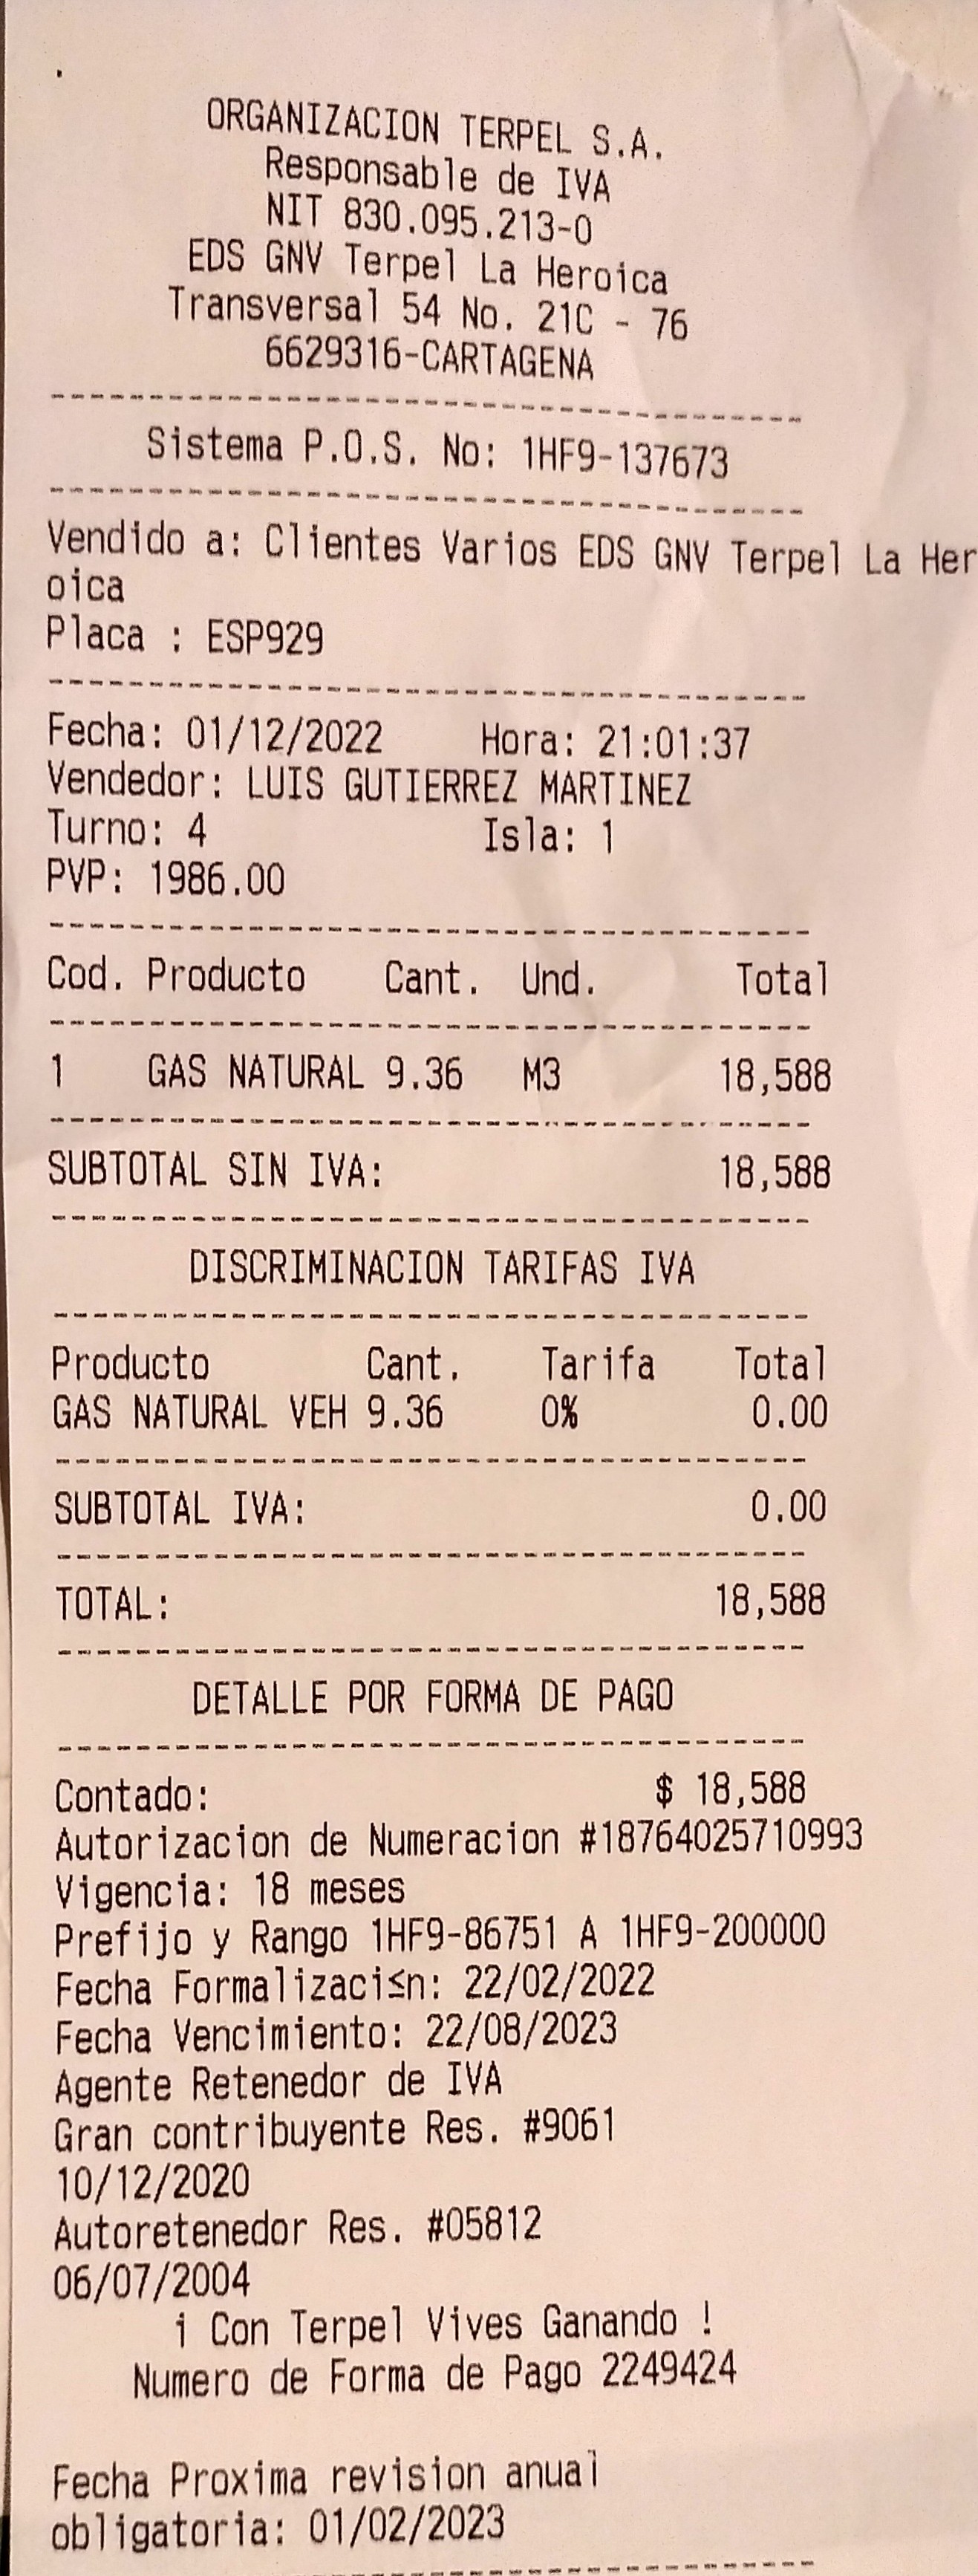 ORGANIZACION TERPEL S.A.
Responsable de IVA
NIT 830.095.213-0
EDS GNV Terpel La Heroica
Transversal 54 No. 21C - 76
6629316-CARTAGENA
Sistema P.O.S. No: 1HF9-137673
Vendido a: Clientes Varios EDS GNV Terpel La Her
oica
Placa : ESP929
Fecha: 01/12/2022 Hora: 21:01:37
Vendedor: LUIS GUTIERREZ MARTINEZ
Turno: 4 Isla: 1
PVP: 1986.00
Cod. Producto Cant. Und. Total
1 GAS NATURAL 9.36 M3 18,588
SUBTOTAL SIN IVA: 18,588
DISCRIMINACION TARIFAS IVA
Producto Cant. Tarifa Total
GAS NATURAL VEH 9.36 0% 0.00
SUBTOTAL IVA: 0.00
TOTAL: 18,588
DETALLE POR FORMA DE PAGO
Contado: $ 18,588
Autorizacion de Numeracion #18764025710993
Vigencia: 18 meses
Prefijo y Rango 1HF9-86751 A 1HF9-200000
Fecha Formalizaci≤n: 22/02/2022
Fecha Vencimiento: 22/08/2023
Agente Retenedor de IVA
Gran contribuyente Res. #9061
10/12/2020
Autoretenedor Res. #05812
06/07/2004
¡ Con Terpel Vives Ganando !
Numero de Forma de Pago 2249424
Fecha Proxima revision anual
obligatoria: 01/02/2023